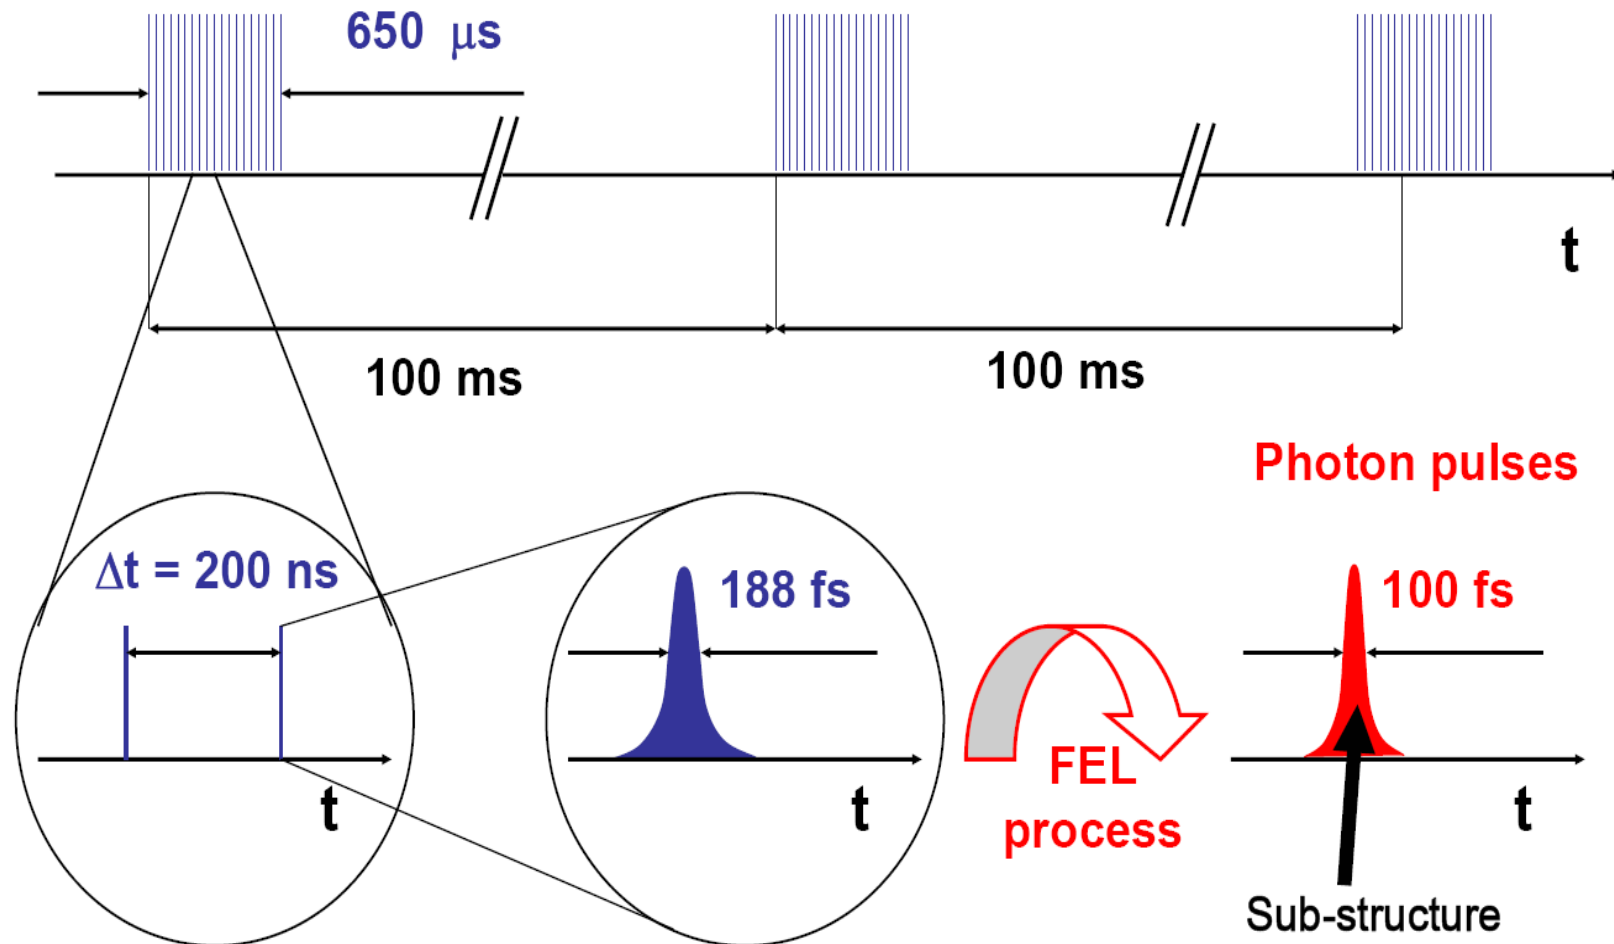 650 μs
t
100 ms
100 ms
Photon pulses
Δt = 200 ns
188 fs
100 fs
FEL
process
t
t
t
Sub-structure